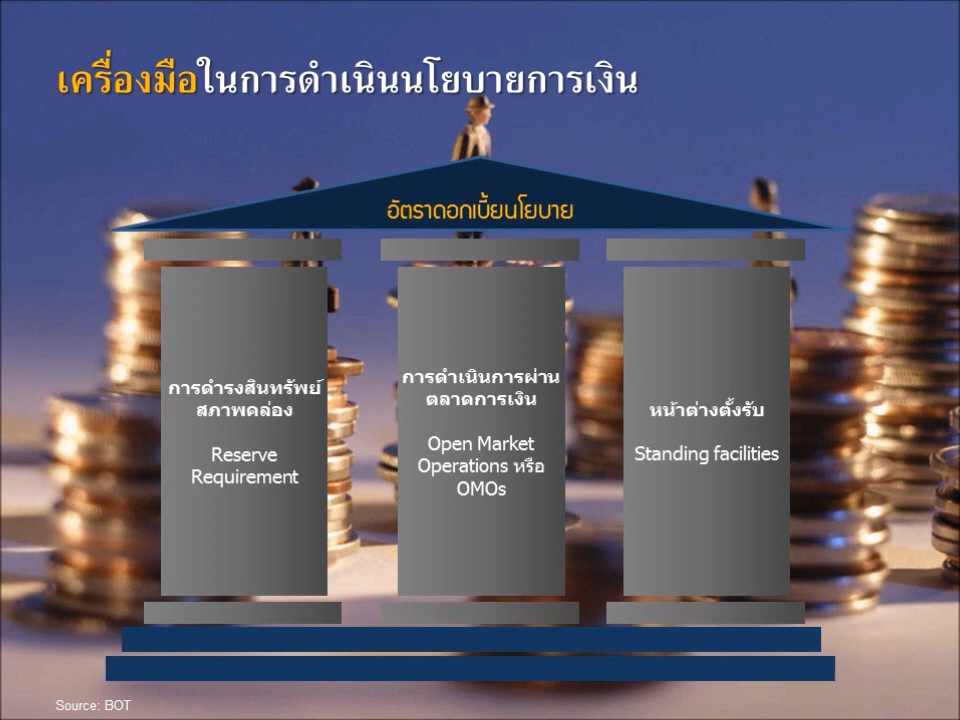 เครื่องมือในการดำเนินนโยบายการเงิน
อัตราดอกเบี้ยนโยบาย
การดำรงสินทรัพย์
สภาพคล่อง
Reserve
Requirement
การดำเนินการผ่าน
ตลาดการเงิน
Open Market
Operations หรือ
OMOs
หน้าต่างตั้งรับ
Standing facilities
Source: BOT